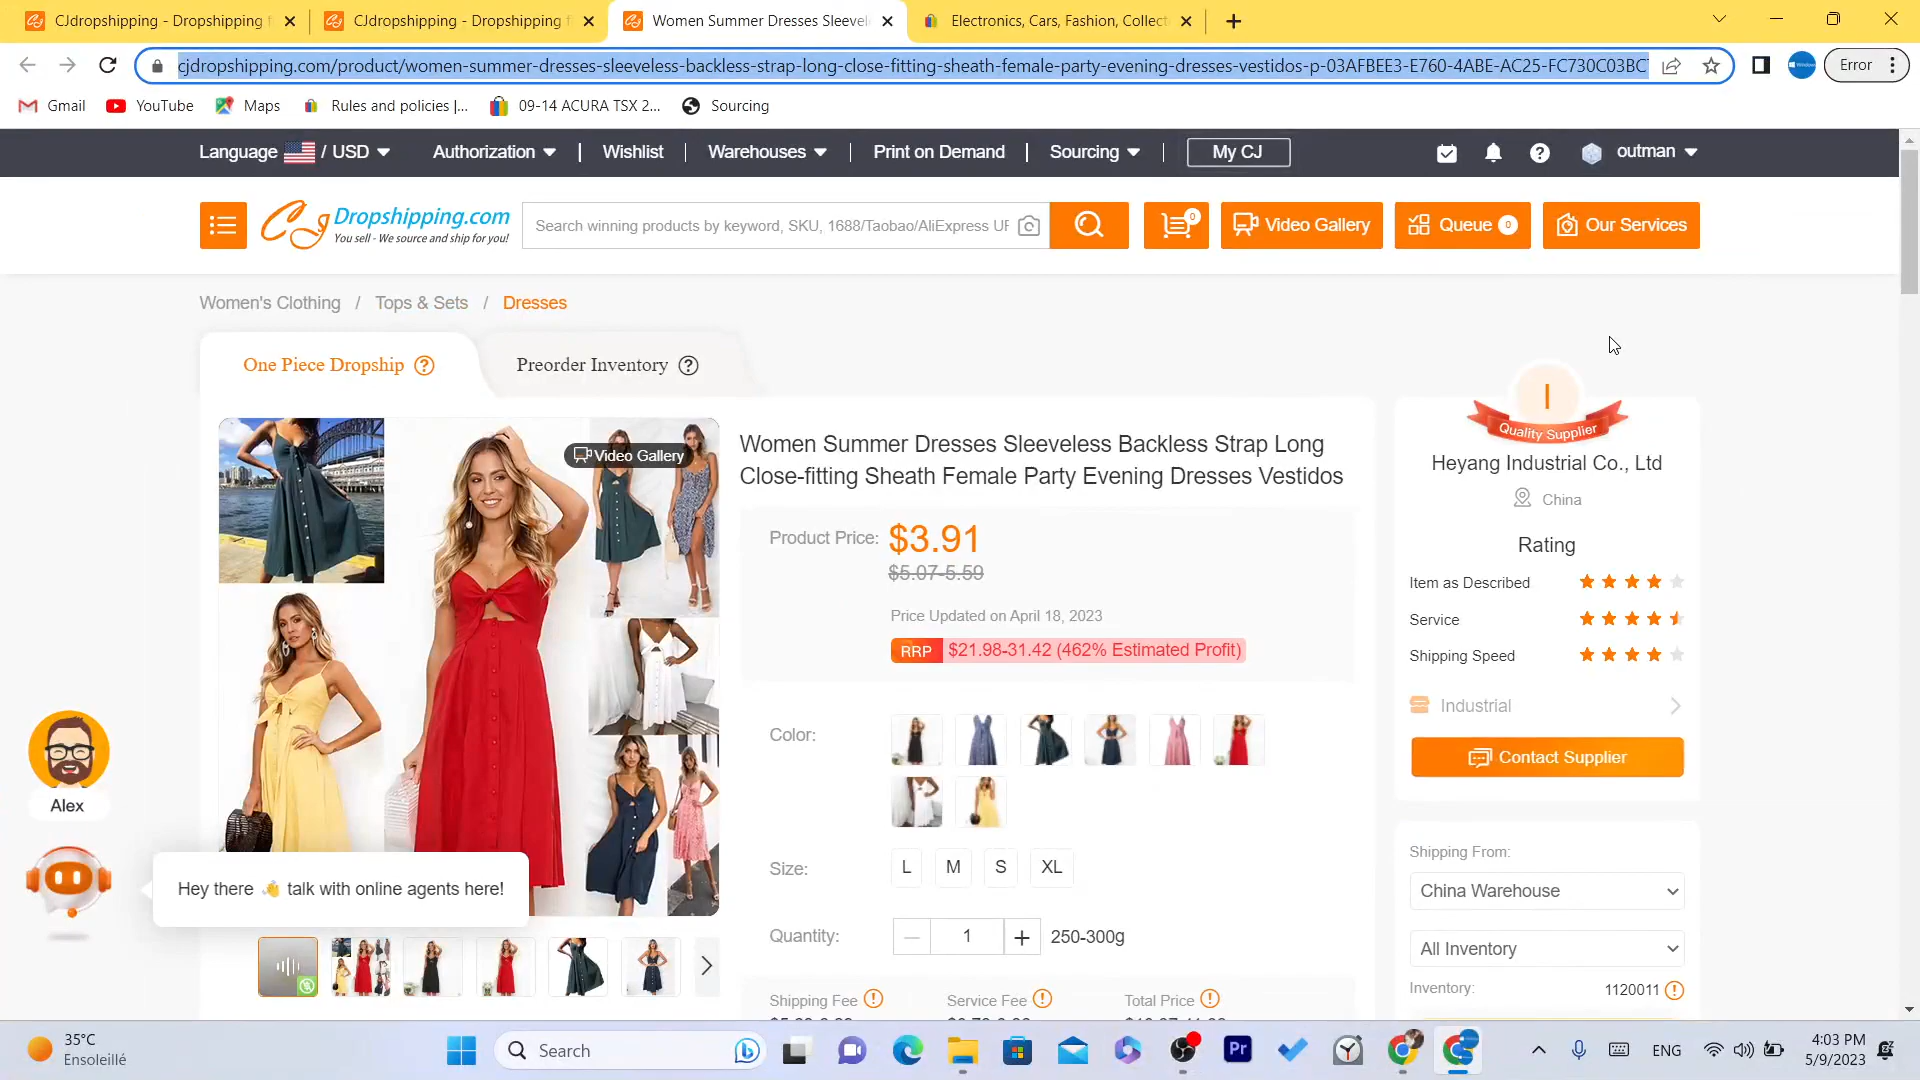 CJdropshipping - Dropshipping f
CJdropshipping - Dropshipping f
Women Summer Dresses Sleevele
Electronics, Cars, Fashion, Collect
cjdropshipping.com/product/women-summer-dresses-sleeveless-backless-strap-long-close-fitting-sheath-female-party-evening-dresses-vestidos-p-03AFBEE3-E760-4ABE-AC25-FC730C03BC
Error
Gmail
YouTube
Maps
Rules and policies |...
09-14 ACURA TSX 2...
Sourcing
Language / USD
Authorization
Wishlist
Warehouses
Print on Demand
Sourcing
My CJ
outman
CJ Dropshipping.com
You sell - We source and ship for you!
Search winning products by keyword, SKU, 1688/Taobao/AliExpress UR
0
Video Gallery
Queue 0
Our Services
Women's Clothing / Tops & Sets / Dresses
One Piece Dropship ?
Preorder Inventory ?
Video Gallery
Women Summer Dresses Sleeveless Backless Strap Long
Close-fitting Sheath Female Party Evening Dresses Vestidos
Product Price: $3.91
$5.07-5.59
Price Updated on April 18, 2023
RRP $21.98-31.42 (462% Estimated Profit)
Color:
Size: L M S XL
Quantity: 1 250-300g
Shipping Fee
Service Fee
Total Price
I
Quality Supplier
Heyang Industrial Co., Ltd
China
Rating
Item as Described
Service
Shipping Speed
Industrial
Contact Supplier
Shipping From:
China Warehouse
All Inventory
Inventory: 1120011
Alex
Hey there 👋 talk with online agents here!
35°C
Ensoleillé
Search
Pr
ENG
4:03 PM
5/9/2023